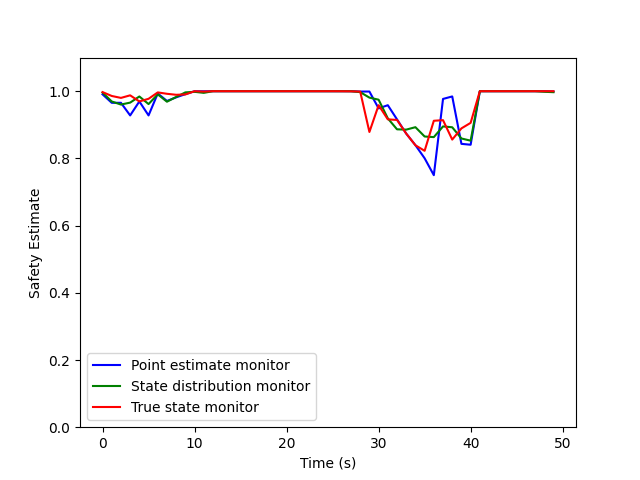 1.0
0.8
0.6
0.4
0.2
0.0
Safety Estimate
Point estimate monitor
State distribution monitor
True state monitor
0 10 20 30 40 50
Time (s)